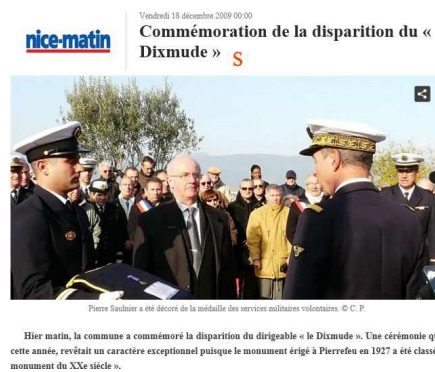 Vendredi 18 décembre 2009 00:00
nice-matin
Commémoration de la disparition du «
Dixmude » S
Pierre Saulnier a été décoré de la médaille des services militaires volontaires. © C. P.
Hier matin, la commune a commémoré la disparition du dirigeable « le Dixmude ». Une cérémonie q
cette année, revêtait un caractère exceptionnel puisque le monument érigé à Pierrefeu en 1927 a été class
monument du XXe siècle ».